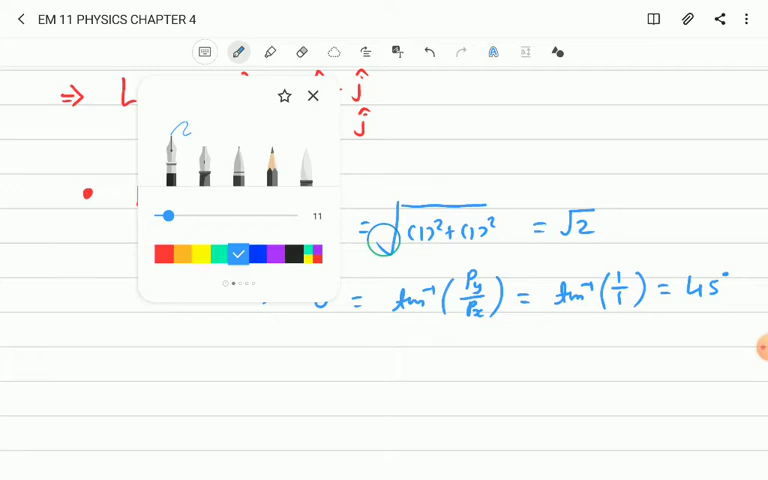 EM 11 PHYSICS CHAPTER 4
⇒ L ĵ
ĵ
11
= √((1)² + (1)²) = √2
= tan⁻¹ (Py/Px) = tan⁻¹ (1/1) = 45°